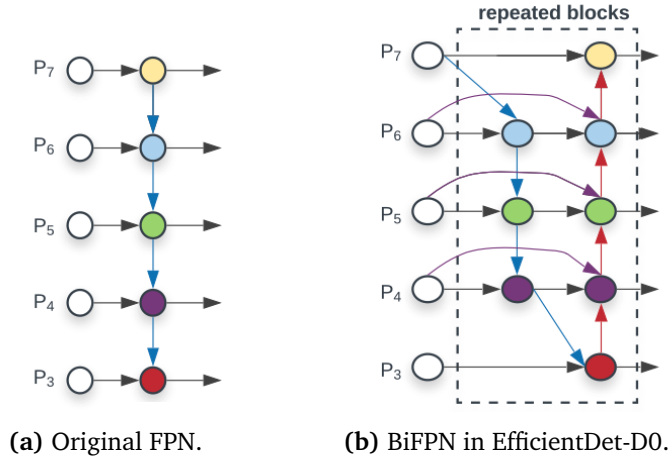 repeated blocks
P7
P6
P5
P4
P3
P7
P6
P5
P4
P3
(a) Original FPN.
(b) BiFPN in EfficientDet-D0.